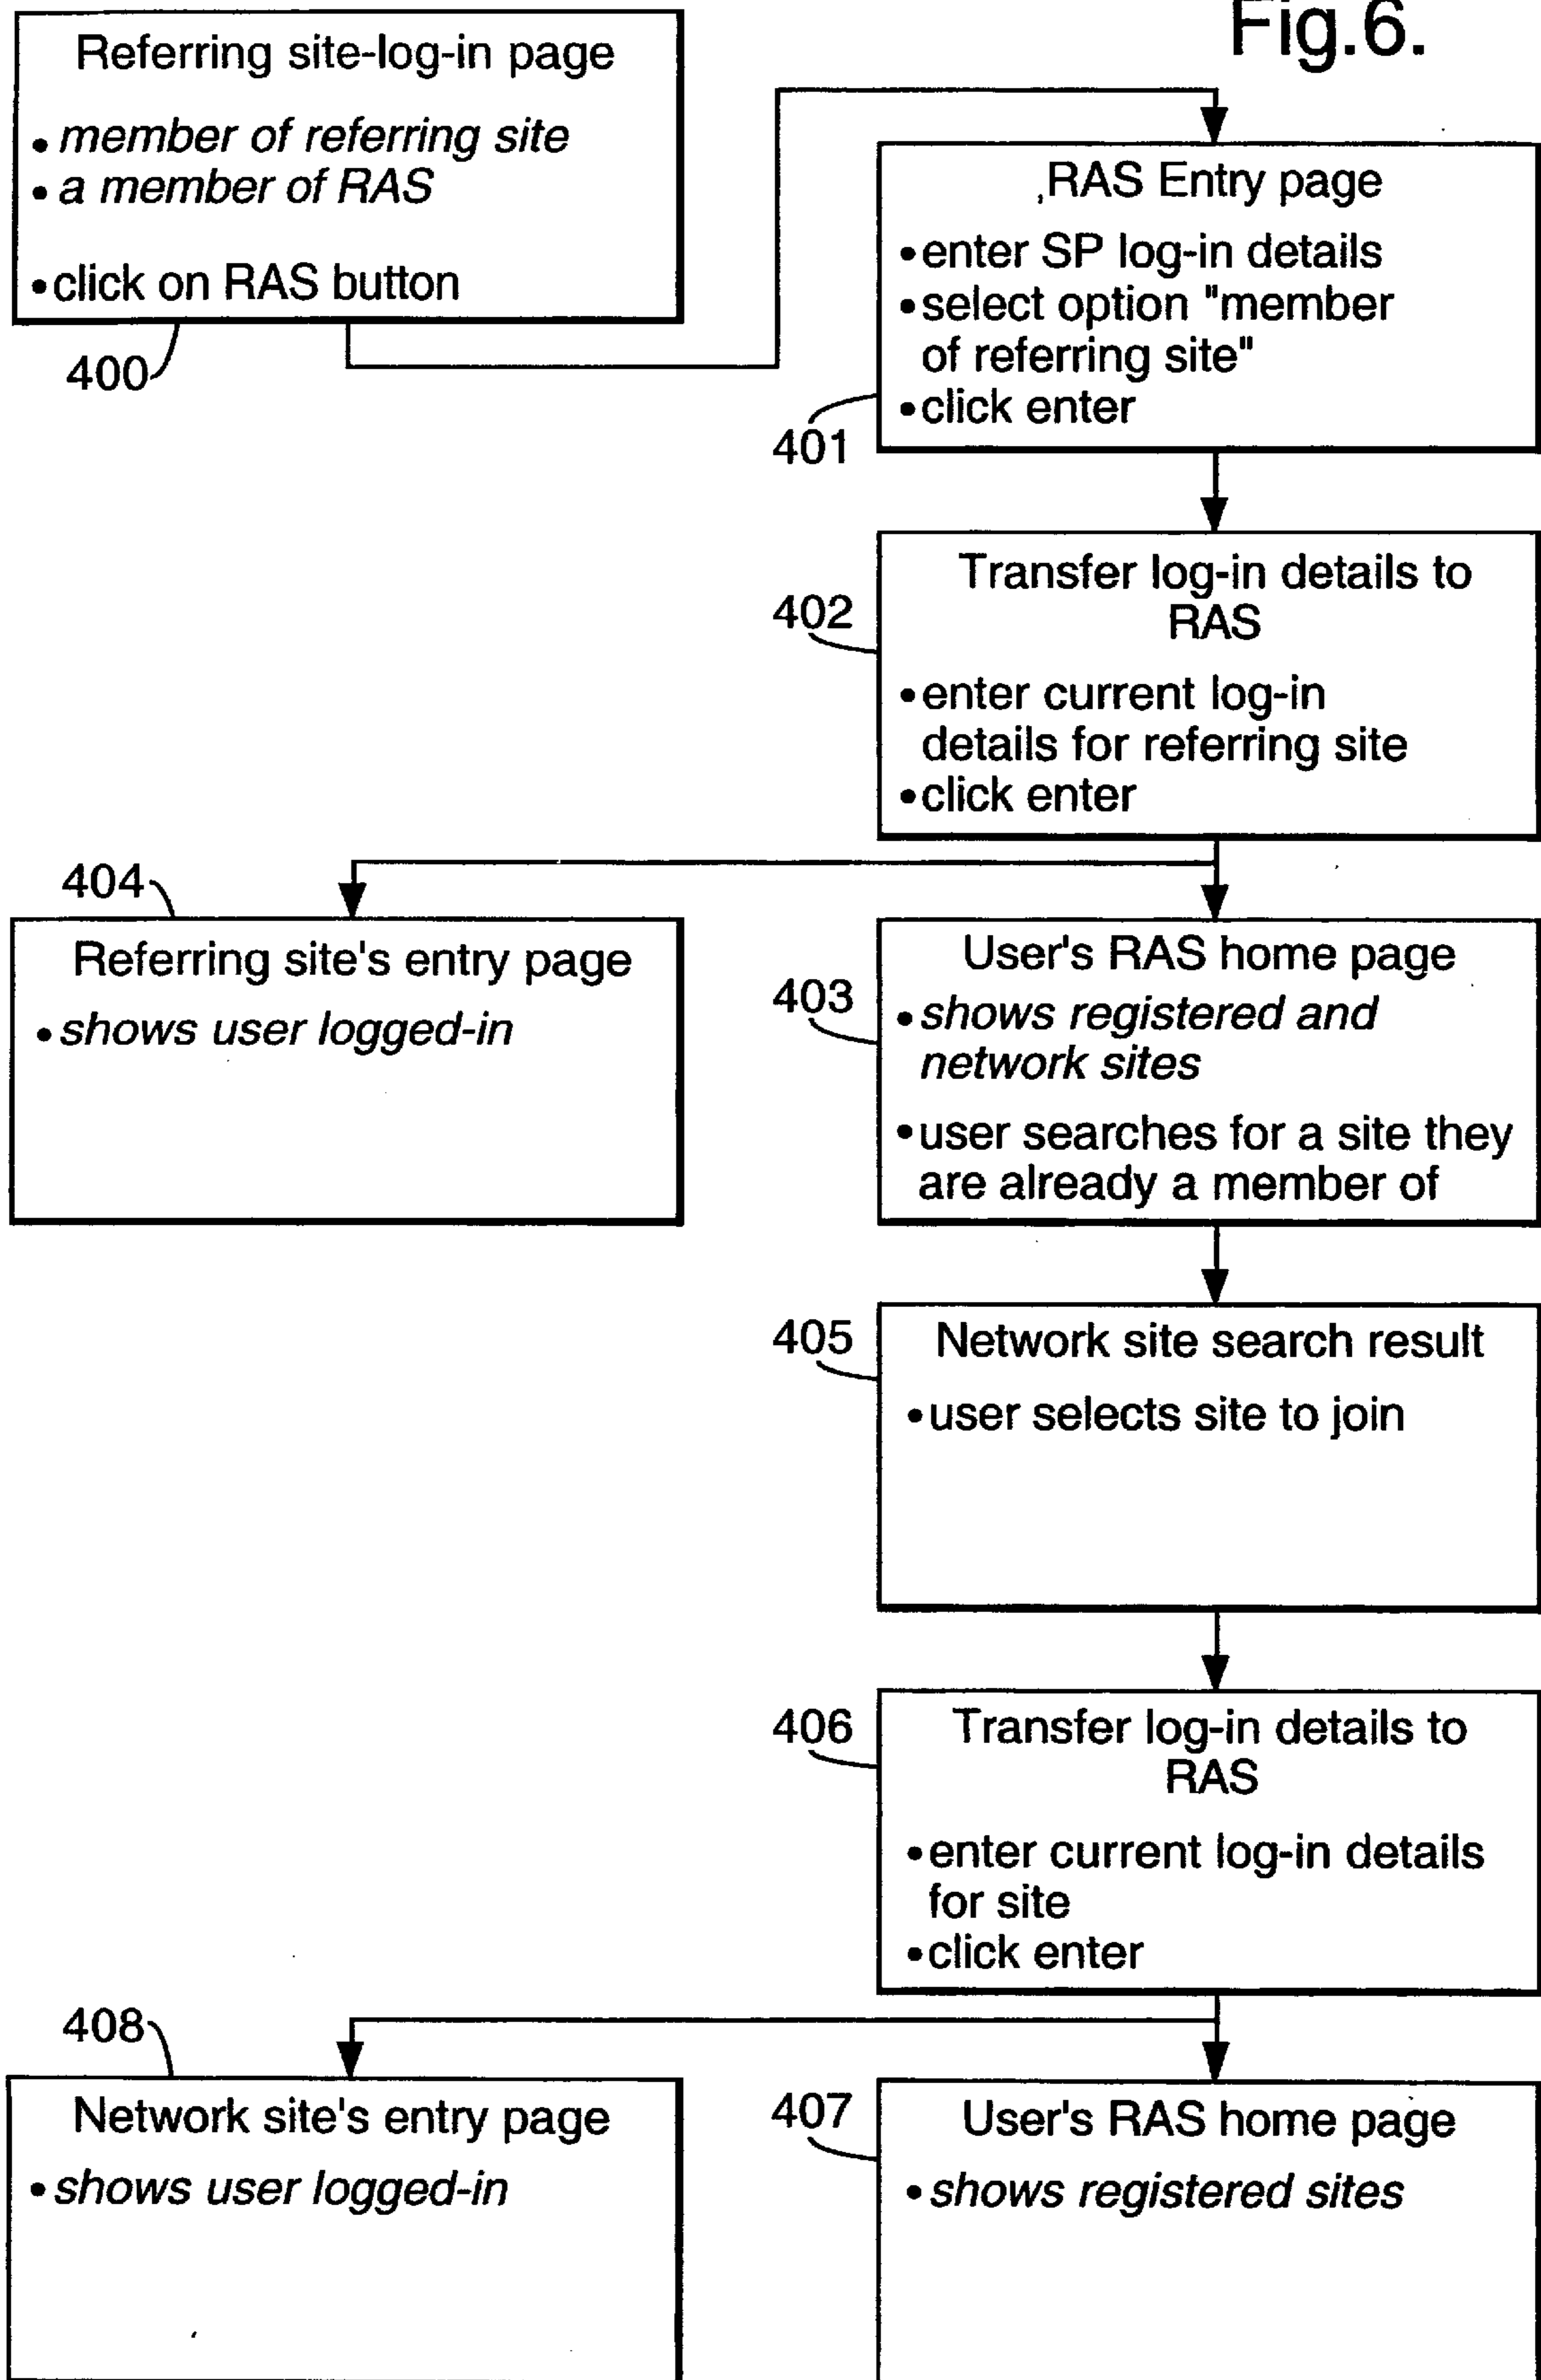 Fig.6.
Referring site-log-in page
• member of referring site
• a member of RAS
• click on RAS button
400
RAS Entry page
• enter SP log-in details
• select option "member
of referring site"
• click enter
401
Transfer log-in details to
RAS
402
• enter current log-in
details for referring site
• click enter
404
Referring site's entry page
• shows user logged-in
User's RAS home page
403
• shows registered and
network sites
• user searches for a site they
are already a member of
405
Network site search result
• user selects site to join
406
Transfer log-in details to
RAS
• enter current log-in details
for site
• click enter
408
Network site's entry page
• shows user logged-in
407
User's RAS home page
• shows registered sites